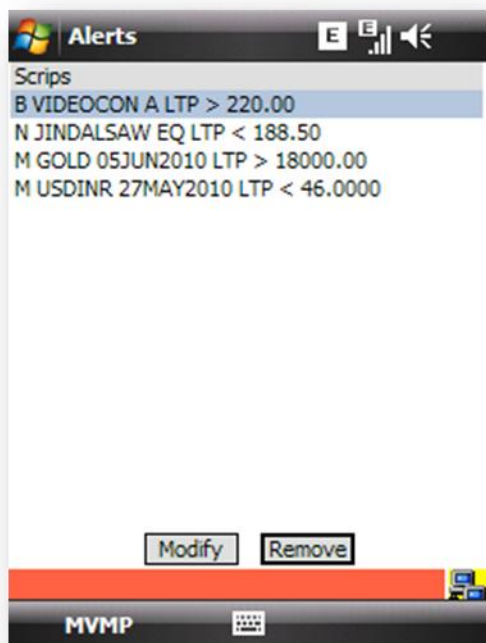 Alerts E E
Scrips
B VIDEOCON A LTP > 220.00
N JINDALSAW EQ LTP < 188.50
M GOLD 05JUN2010 LTP > 18000.00
M USDINR 27MAY2010 LTP < 46.0000
Modify Remove
MVMP